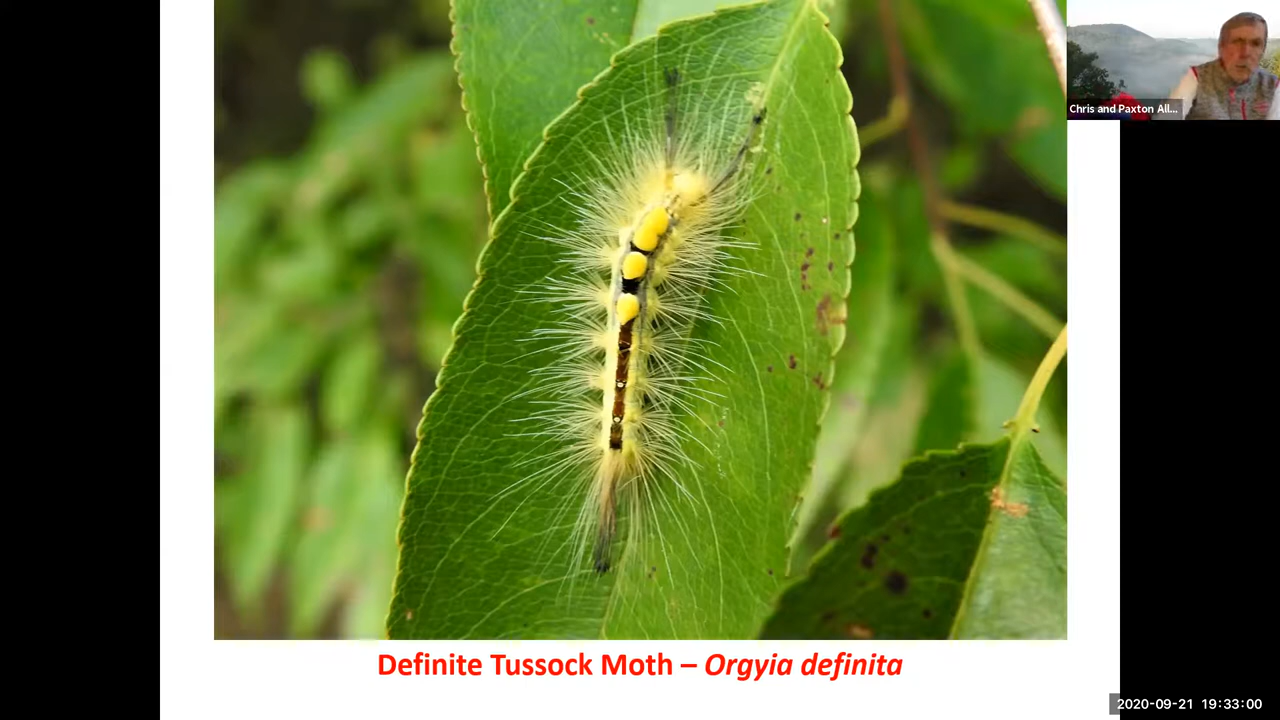 Chris and Paxton All...
Definite Tussock Moth – Orgyia definita
2020-09-21 19:33:00